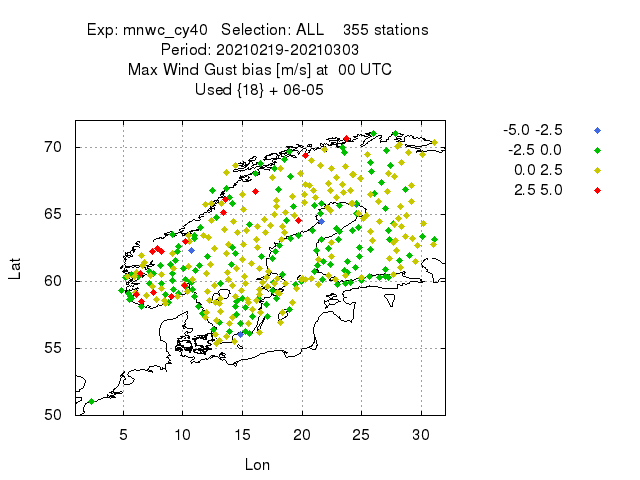 Exp: mnwc_cy40 Selection: ALL 355 stations
Period: 20210219-20210303
Max Wind Gust bias [m/s] at 00 UTC
Used {18} + 06-05
-5.0 -2.5
-2.5 0.0
0.0 2.5
2.5 5.0
70
65
60
55
50
Lat
5 10 15 20 25 30
Lon